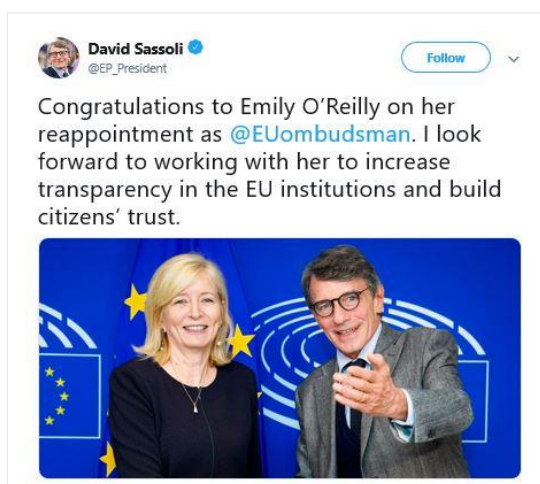 David Sassoli
@EP_President
Follow
Congratulations to Emily O’Reilly on her
reappointment as @EUombudsman. I look
forward to working with her to increase
transparency in the EU institutions and build
citizens’ trust.